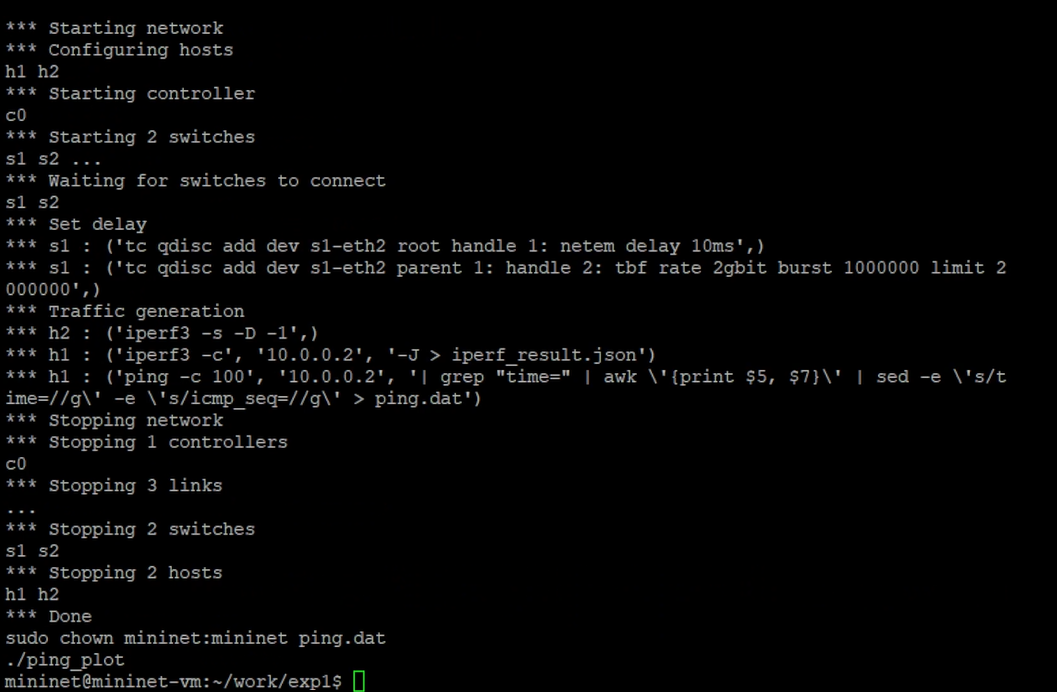 *** Starting network
*** Configuring hosts
h1 h2
*** Starting controller
c0
*** Starting 2 switches
s1 s2 ...
*** Waiting for switches to connect
s1 s2
*** Set delay
*** s1 : ('tc qdisc add dev s1-eth2 root handle 1: netem delay 10ms',)
*** s1 : ('tc qdisc add dev s1-eth2 parent 1: handle 2: tbf rate 2gbit burst 1000000 limit 2
000000',)
*** Traffic generation
*** h2 : ('iperf3 -s -D -1',)
*** h1 : ('iperf3 -c', '10.0.0.2', '-J > iperf_result.json')
*** h1 : ('ping -c 100', '10.0.0.2', '| grep "time=" | awk \'{print $5, $7}\' | sed -e \'s/t
ime=//g\' -e \'s/icmp_seq=//g\' > ping.dat')
*** Stopping network
*** Stopping 1 controllers
c0
*** Stopping 3 links
...
*** Stopping 2 switches
s1 s2
*** Stopping 2 hosts
h1 h2
*** Done
sudo chown mininet:mininet ping.dat
./ping_plot
mininet@mininet-vm:~/work/exp1$